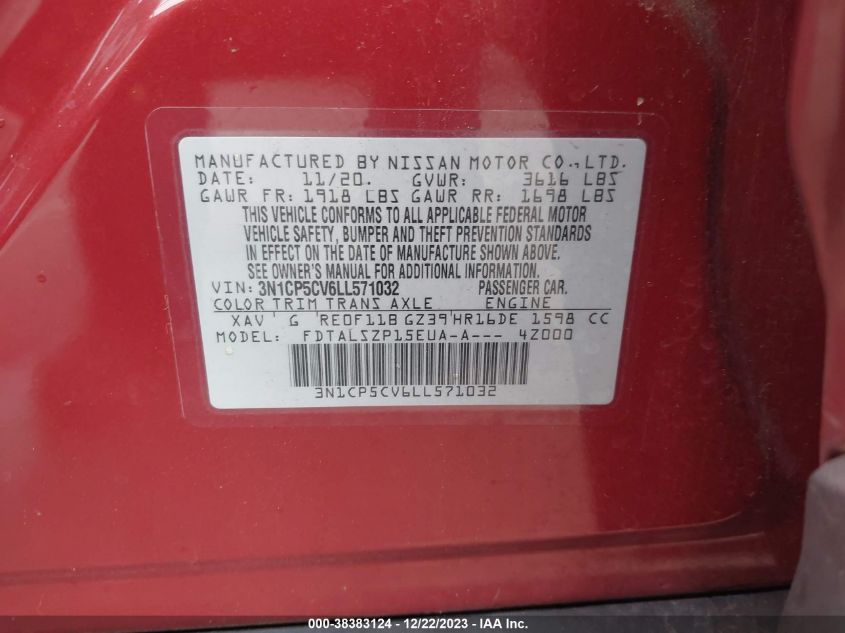 MANUFACTURED BY NISSAN MOTOR CO.,LTD.
DATE: 11/20. GVWR: 3616 LBS
GAWR FR: 1918 LBS GAWR RR: 1698 LBS
THIS VEHICLE CONFORMS TO ALL APPLICABLE FEDERAL MOTOR
VEHICLE SAFETY, BUMPER AND THEFT PREVENTION STANDARDS
IN EFFECT ON THE DATE OF MANUFACTURE SHOWN ABOVE.
SEE OWNER'S MANUAL FOR ADDITIONAL INFORMATION.
VIN: 3N1CP5CV6LL571032 PASSENGER CAR.
COLOR TRIM TRANS AXLE ENGINE
XAV ' G ' RE0F11B GZ39'HR16DE 1598 CC
MODEL: FDTALSZP15EUA-A--- 4Z000
3N1CP5CV6LL571032
000-38383124 - 12/22/2023 - IAA Inc.